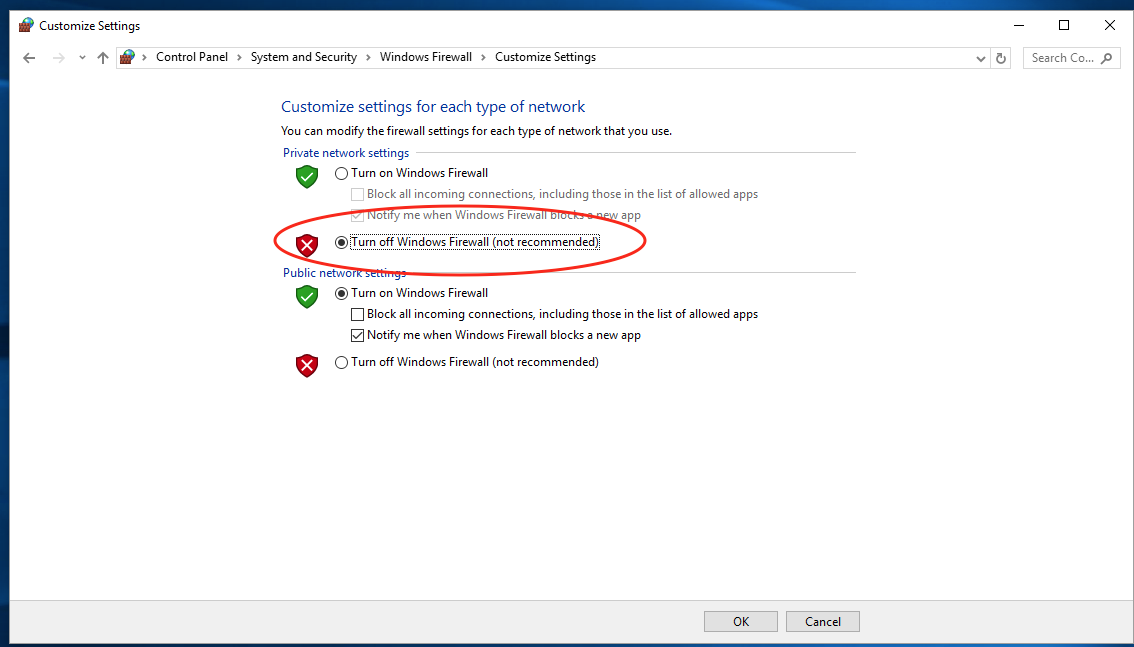 Customize Settings
Control Panel > System and Security > Windows Firewall > Customize Settings
Search Co...
Customize settings for each type of network
You can modify the firewall settings for each type of network that you use.
Private network settings
Turn on Windows Firewall
Block all incoming connections, including those in the list of allowed apps
Notify me when Windows Firewall blocks a new app
Turn off Windows Firewall (not recommended)
Public network settings
Turn on Windows Firewall
Block all incoming connections, including those in the list of allowed apps
Notify me when Windows Firewall blocks a new app
Turn off Windows Firewall (not recommended)
OK
Cancel